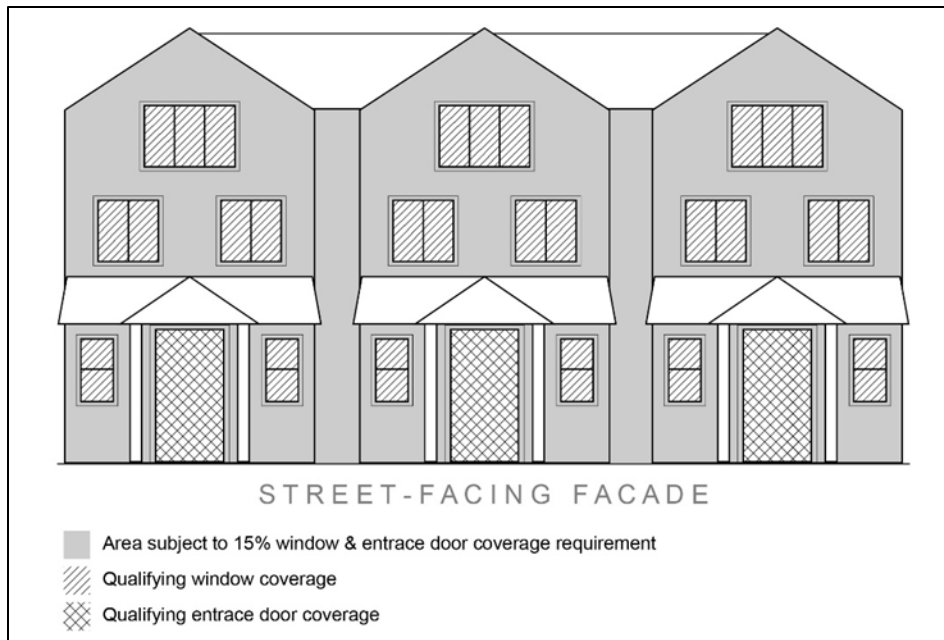 STREET-FACING FACADE
Area subject to 15% window & entrace door coverage requirement
Qualifying window coverage
Qualifying entrace door coverage